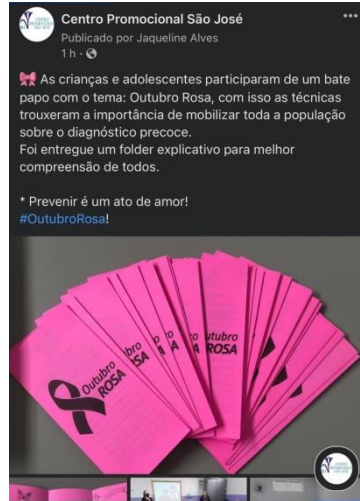 Centro Promocional São José
Publicado por Jaqueline Alves
1 h ·
As crianças e adolescentes participaram de um bate
papo com o tema: Outubro Rosa, com isso as técnicas
trouxeram a importância de mobilizar toda a população
sobre o diagnóstico precoce.
Foi entregue um folder explicativo para melhor
compreensão de todos.
* Prevenir é um ato de amor!
#OutubroRosa!
Outubro
ROSA
Outubro
ROSA